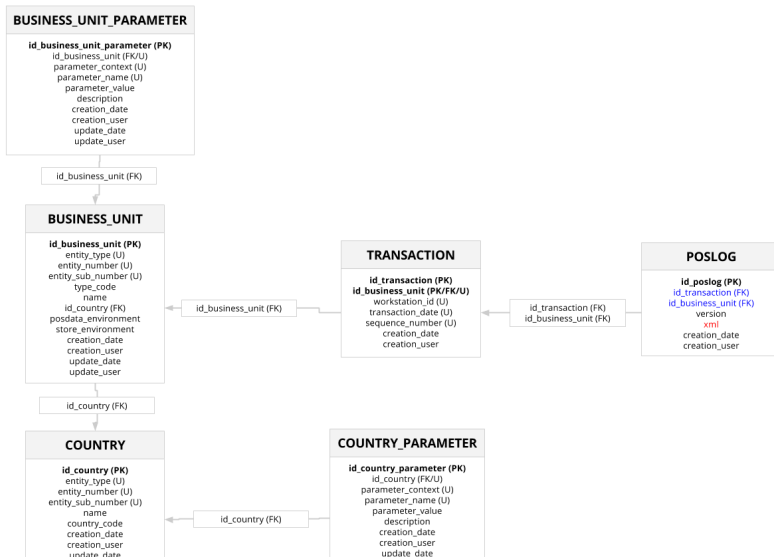 BUSINESS_UNIT_PARAMETER
id_business_unit_parameter (PK)
id_business_unit (FK/U)
parameter_context (U)
parameter_name (U)
parameter_value
description
creation_date
creation_user
update_date
update_user
id_business_unit (FK)
BUSINESS_UNIT
id_business_unit (PK)
entity_type (U)
entity_number (U)
entity_sub_number (U)
type_code
name
id_country (FK)
posdata_environment
store_environment
creation_date
creation_user
update_date
update_user
id_business_unit (FK)
TRANSACTION
id_transaction (PK)
id_business_unit (PK/FK/U)
workstation_id (U)
transaction_date (U)
sequence_number (U)
creation_date
creation_user
id_transaction (FK)
id_business_unit (FK)
POSLOG
id_poslog (PK)
id_transaction (FK)
id_business_unit (FK)
version
xml
creation_date
creation_user
id_country (FK)
COUNTRY
id_country (PK)
entity_type (U)
entity_number (U)
entity_sub_number (U)
name
country_code
creation_date
creation_user
update_date
id_country (FK)
COUNTRY_PARAMETER
id_country_parameter (PK)
id_country (FK/U)
parameter_context (U)
parameter_name (U)
parameter_value
description
creation_date
creation_user
update_date